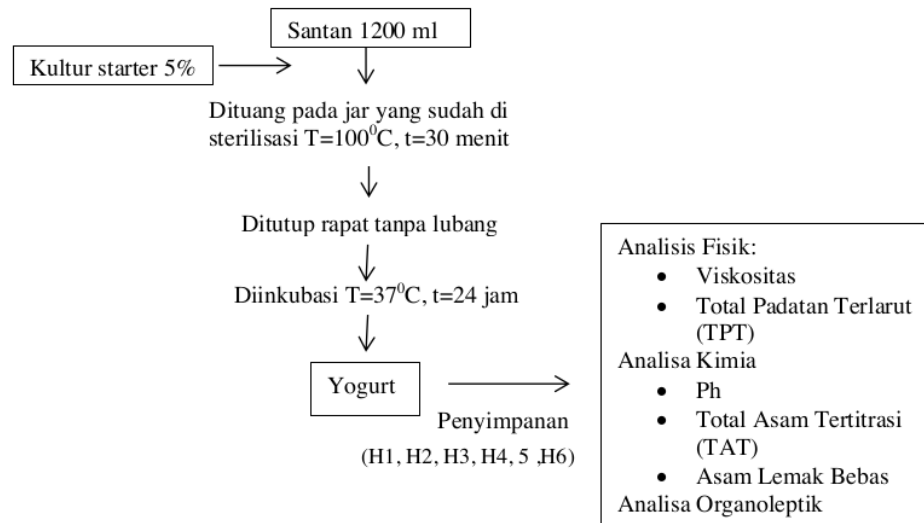 Santan 1200 ml
Kultur starter 5%
Dituang pada jar yang sudah di
sterilisasi T=100⁰C, t=30 menit
Ditutup rapat tanpa lubang
Diinkubasi T=37⁰C, t=24 jam
Yogurt
Penyimpanan
(H1, H2, H3, H4, 5 ,H6)
Analisis Fisik:
• Viskositas
• Total Padatan Terlarut
(TPT)
Analisa Kimia
• Ph
• Total Asam Tertitrasi
(TAT)
• Asam Lemak Bebas
Analisa Organoleptik